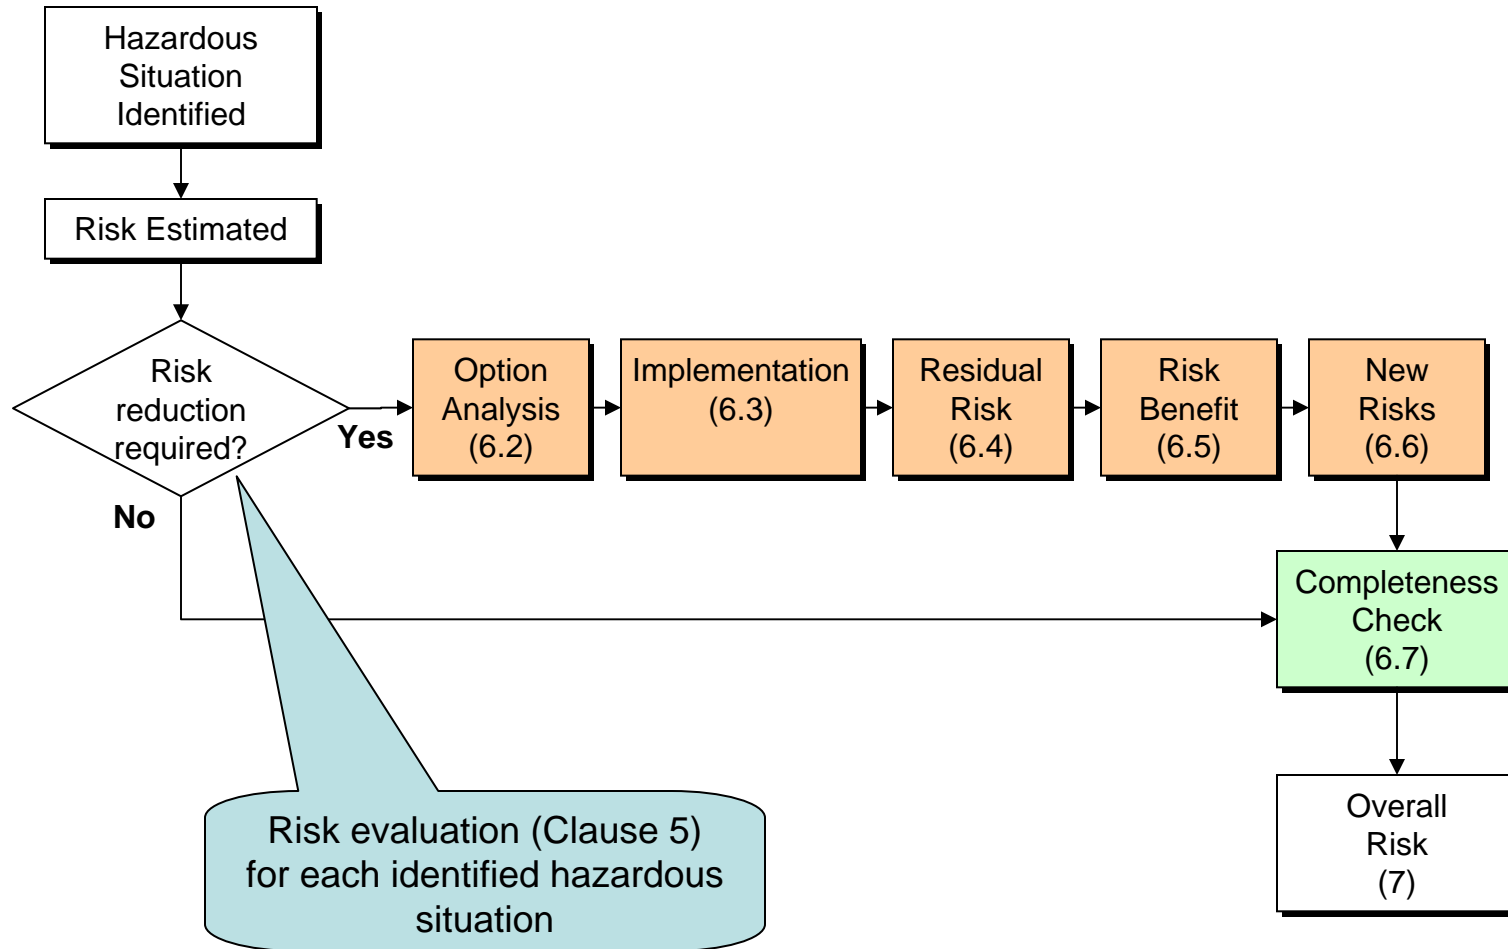 Hazardous
Situation
Identified
Risk Estimated
Risk
reduction
required?
Yes
No
Option
Analysis
(6.2)
Implementation
(6.3)
Residual
Risk
(6.4)
Risk
Benefit
(6.5)
New
Risks
(6.6)
Completeness
Check
(6.7)
Overall
Risk
(7)
Risk evaluation (Clause 5)
for each identified hazardous
situation